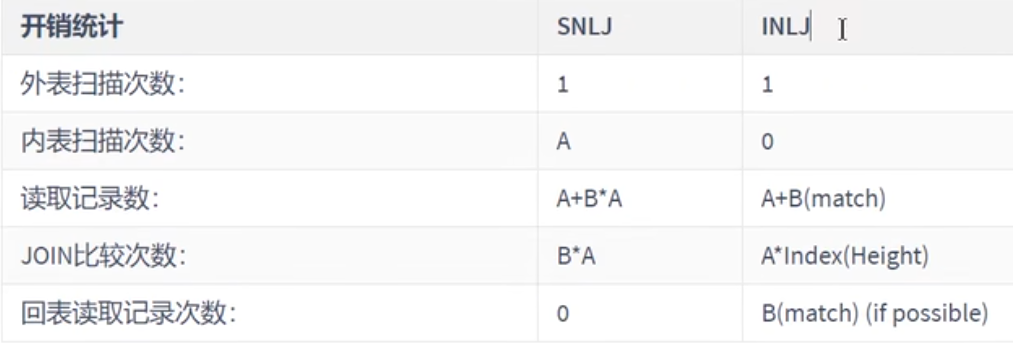 开销统计 SNLJ INLJ
外表扫描次数： 1 1
内表扫描次数： A 0
读取记录数： A+B*A A+B(match)
JOIN比较次数： B*A A*Index(Height)
回表读取记录次数： 0 B(match) (if possible)